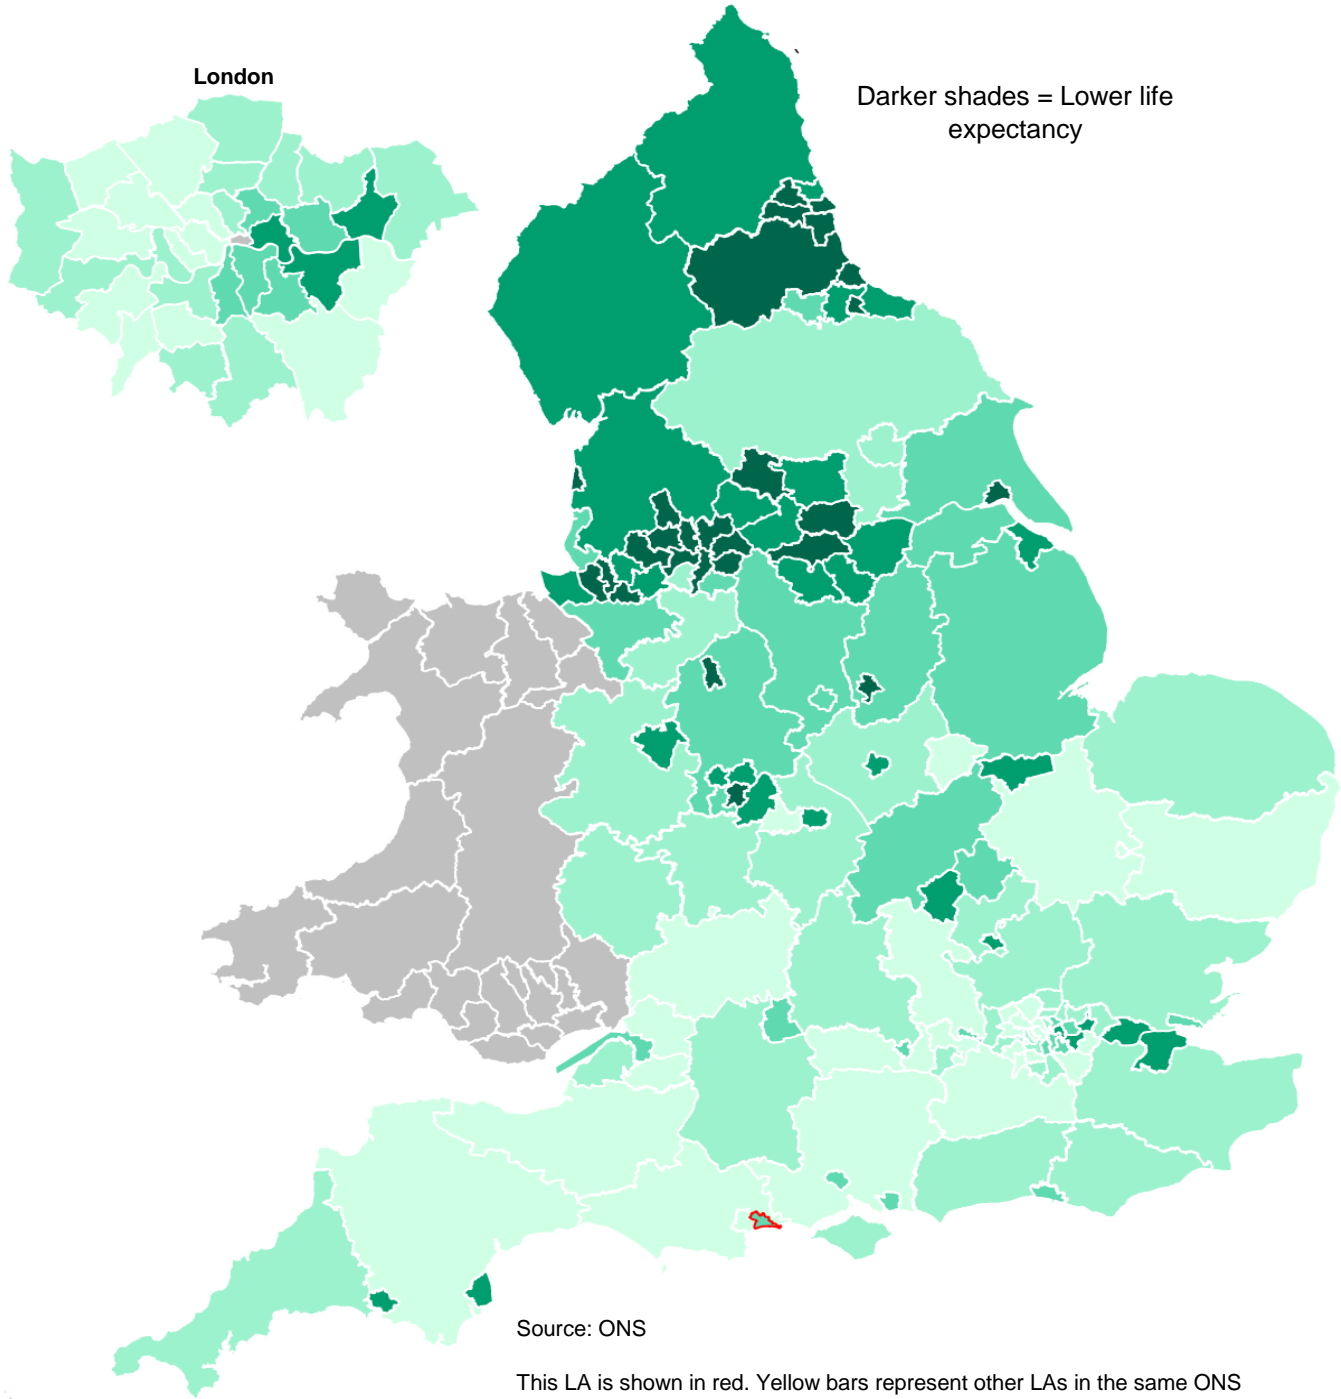 London
Darker shades = Lower life
expectancy
Source: ONS
This LA is shown in red. Yellow bars represent other LAs in the same ONS